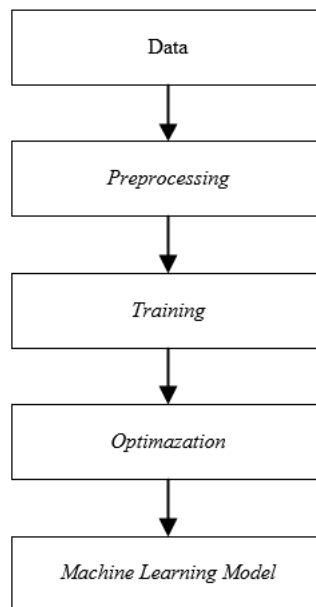 Data
Preprocessing
Training
Optimazation
Machine Learning Model